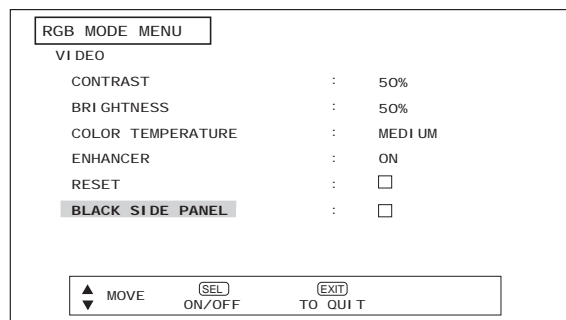 RGB MODE MENU
VIDEO
CONTRAST : 50%
BRIGHTNESS : 50%
COLOR TEMPERATURE : MEDIUM
ENHANCER : ON
RESET : □
BLACK SIDE PANEL : □
▲ ▼ MOVE SEL ON/OFF EXIT TO QUIT